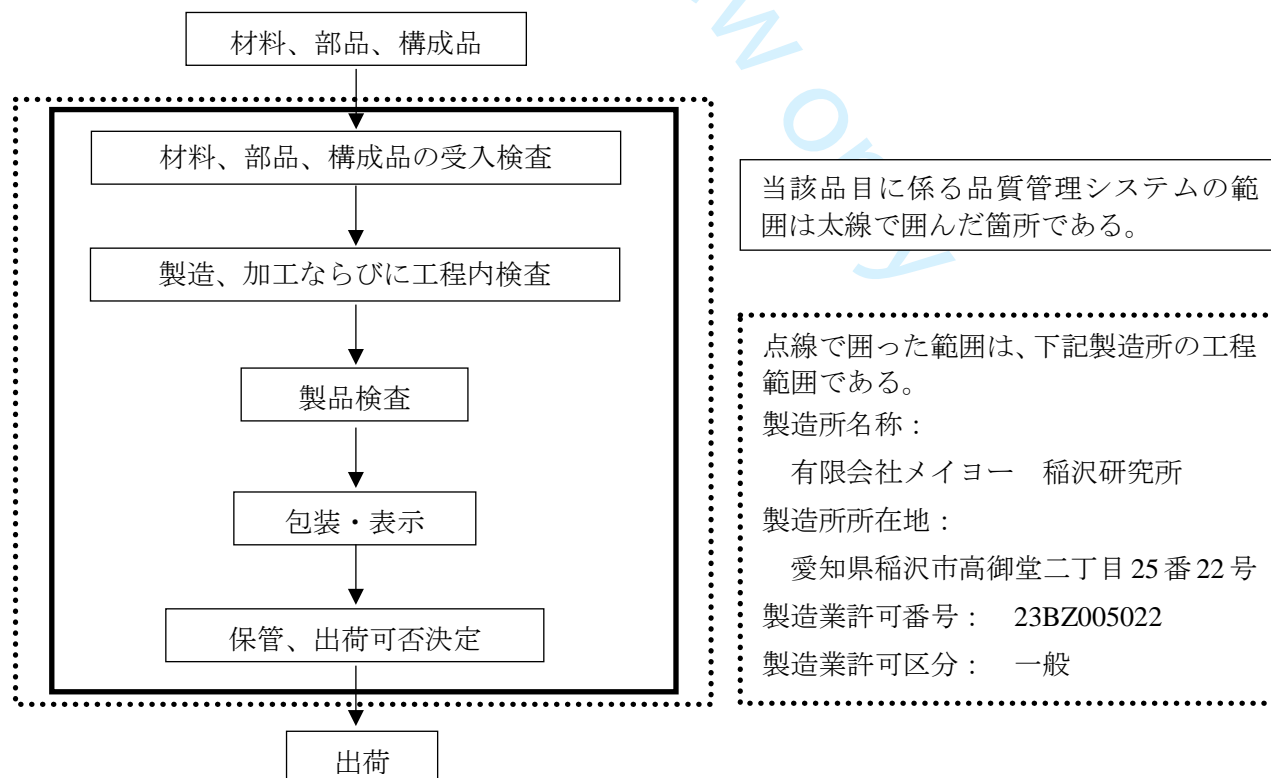 材料、部品、構成品
材料、部品、構成品の受入検査
製造、加工ならびに工程内検査
製品検査
包装・表示
保管、出荷可否決定
出荷
当該品目に係る品質管理システムの範
囲は太線で囲んだ箇所である。
点線で囲った範囲は、下記製造所の工程
範囲である。
製造所名称：
有限会社メイヨー　稲沢研究所
製造所所在地：
愛知県稲沢市高御堂二丁目25番22号
製造業許可番号：　23BZ005022
製造業許可区分：　一般